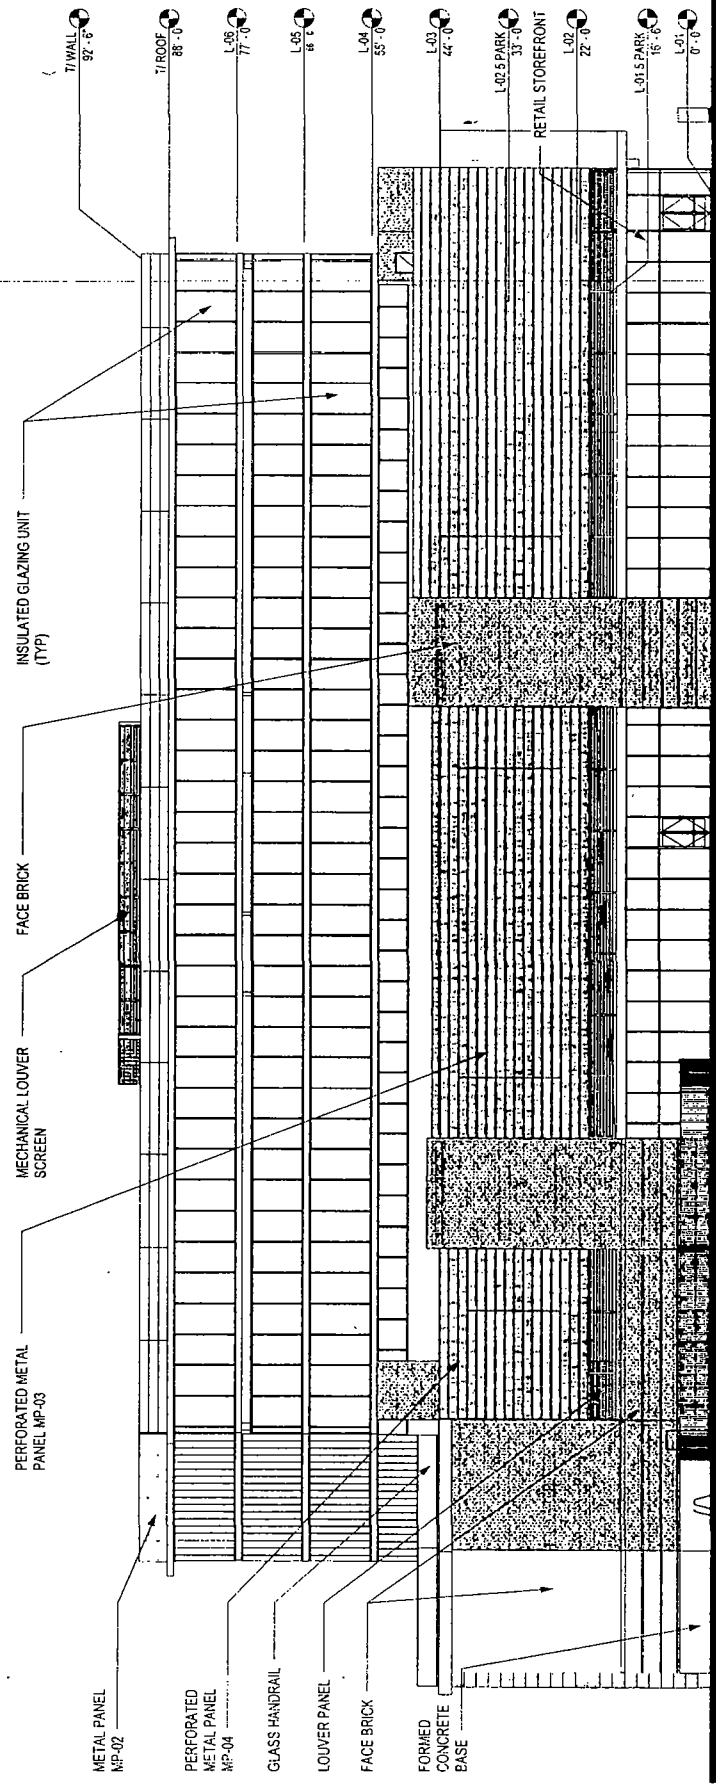 T/ WALL
92' - 6"
T/ ROOF
88' - 0"
L-06
77' - 0"
L-05
L-04
55' - 0"
L-03
44' - 0"
L-02.5 PARK
33' - 0"
L-02
22' - 0"
L-01.5 PARK
16' - 6"
L-01
0' - 0"
RETAIL STOREFRONT
INSULATED GLAZING UNIT
(TYP)
FACE BRICK
MECHANICAL LOUVER
SCREEN
PERFORATED METAL
PANEL MP-03
METAL PANEL
MP-02
PERFORATED
METAL PANEL
MP-04
GLASS HANDRAIL
LOUVER PANEL
FACE BRICK
FORMED
CONCRETE
BASE